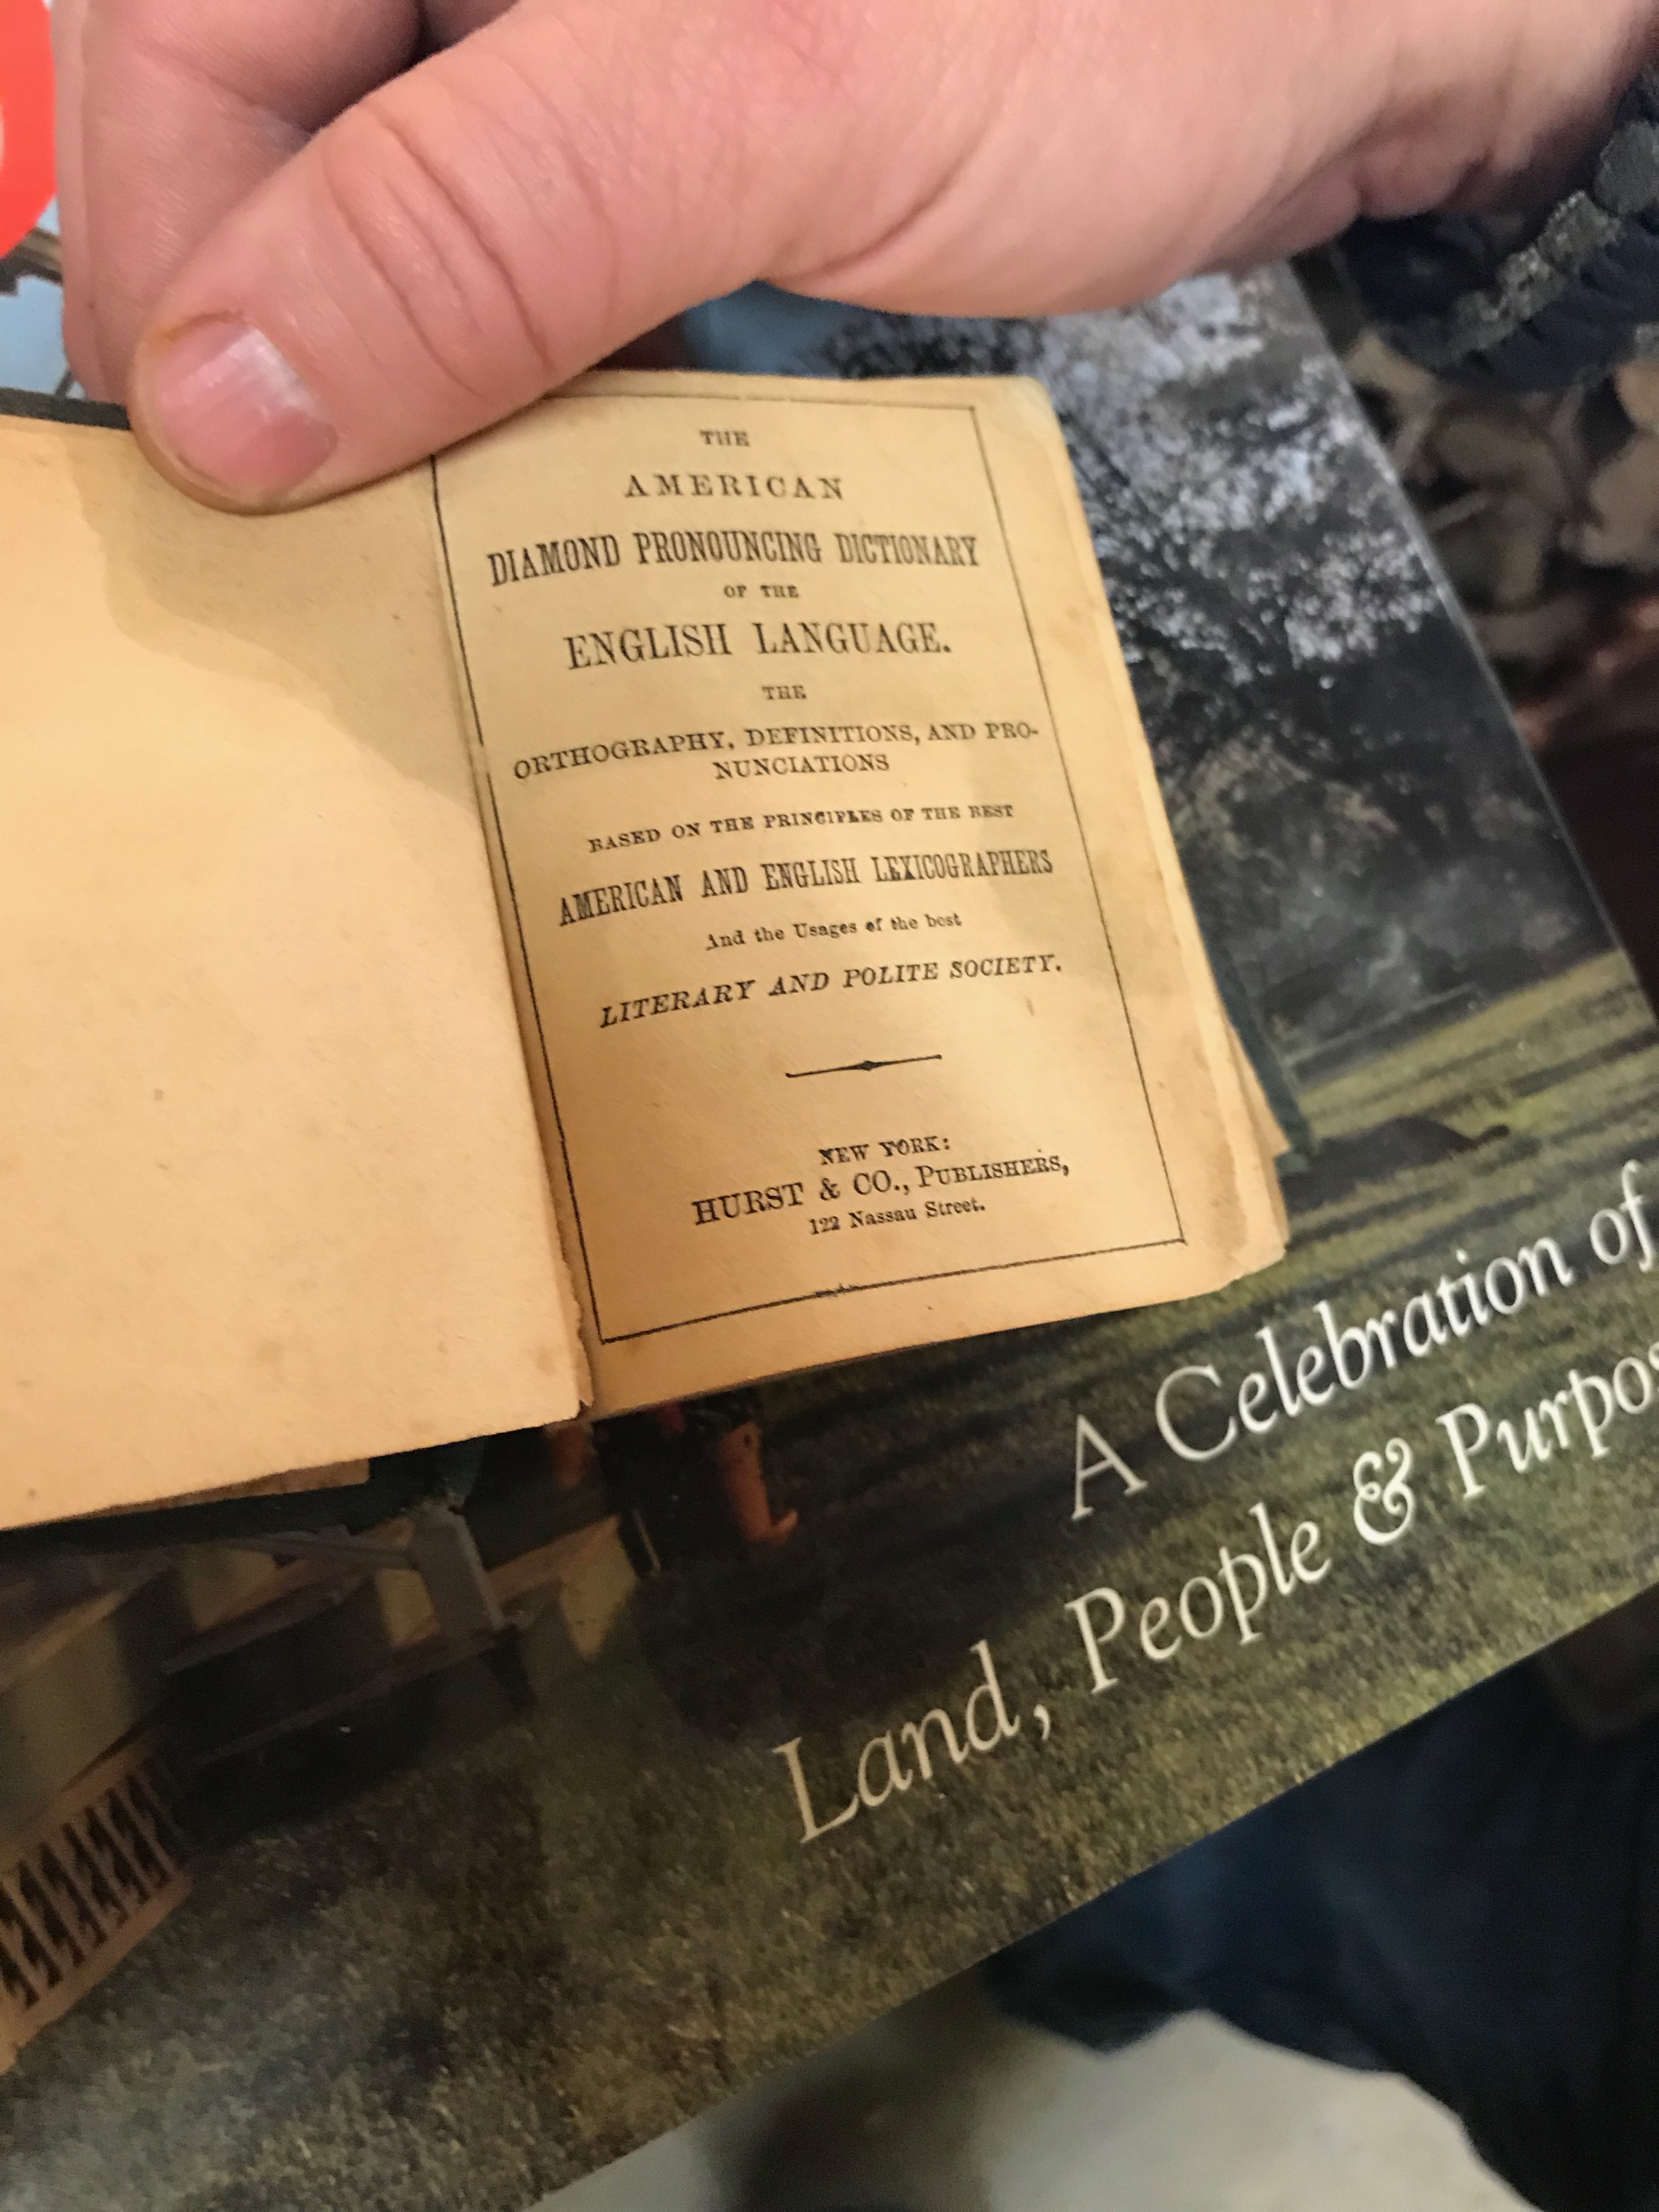 THE
AMERICAN
DIAMOND PRONOUNCING DICTIONARY
OF THE
ENGLISH LANGUAGE.
THE
ORTHOGRAPHY, DEFINITIONS, AND PRO-
NUNCIATIONS
BASED ON THE PRINCIPLES OF THE BEST
AMERICAN AND ENGLISH LEXICOGRAPHERS
And the Usages of the best
LITERARY AND POLITE SOCIETY.
NEW YORK:
HURST & CO., PUBLISHERS,
122 Nassau Street.
A Celebration of
Land, People & Purpos